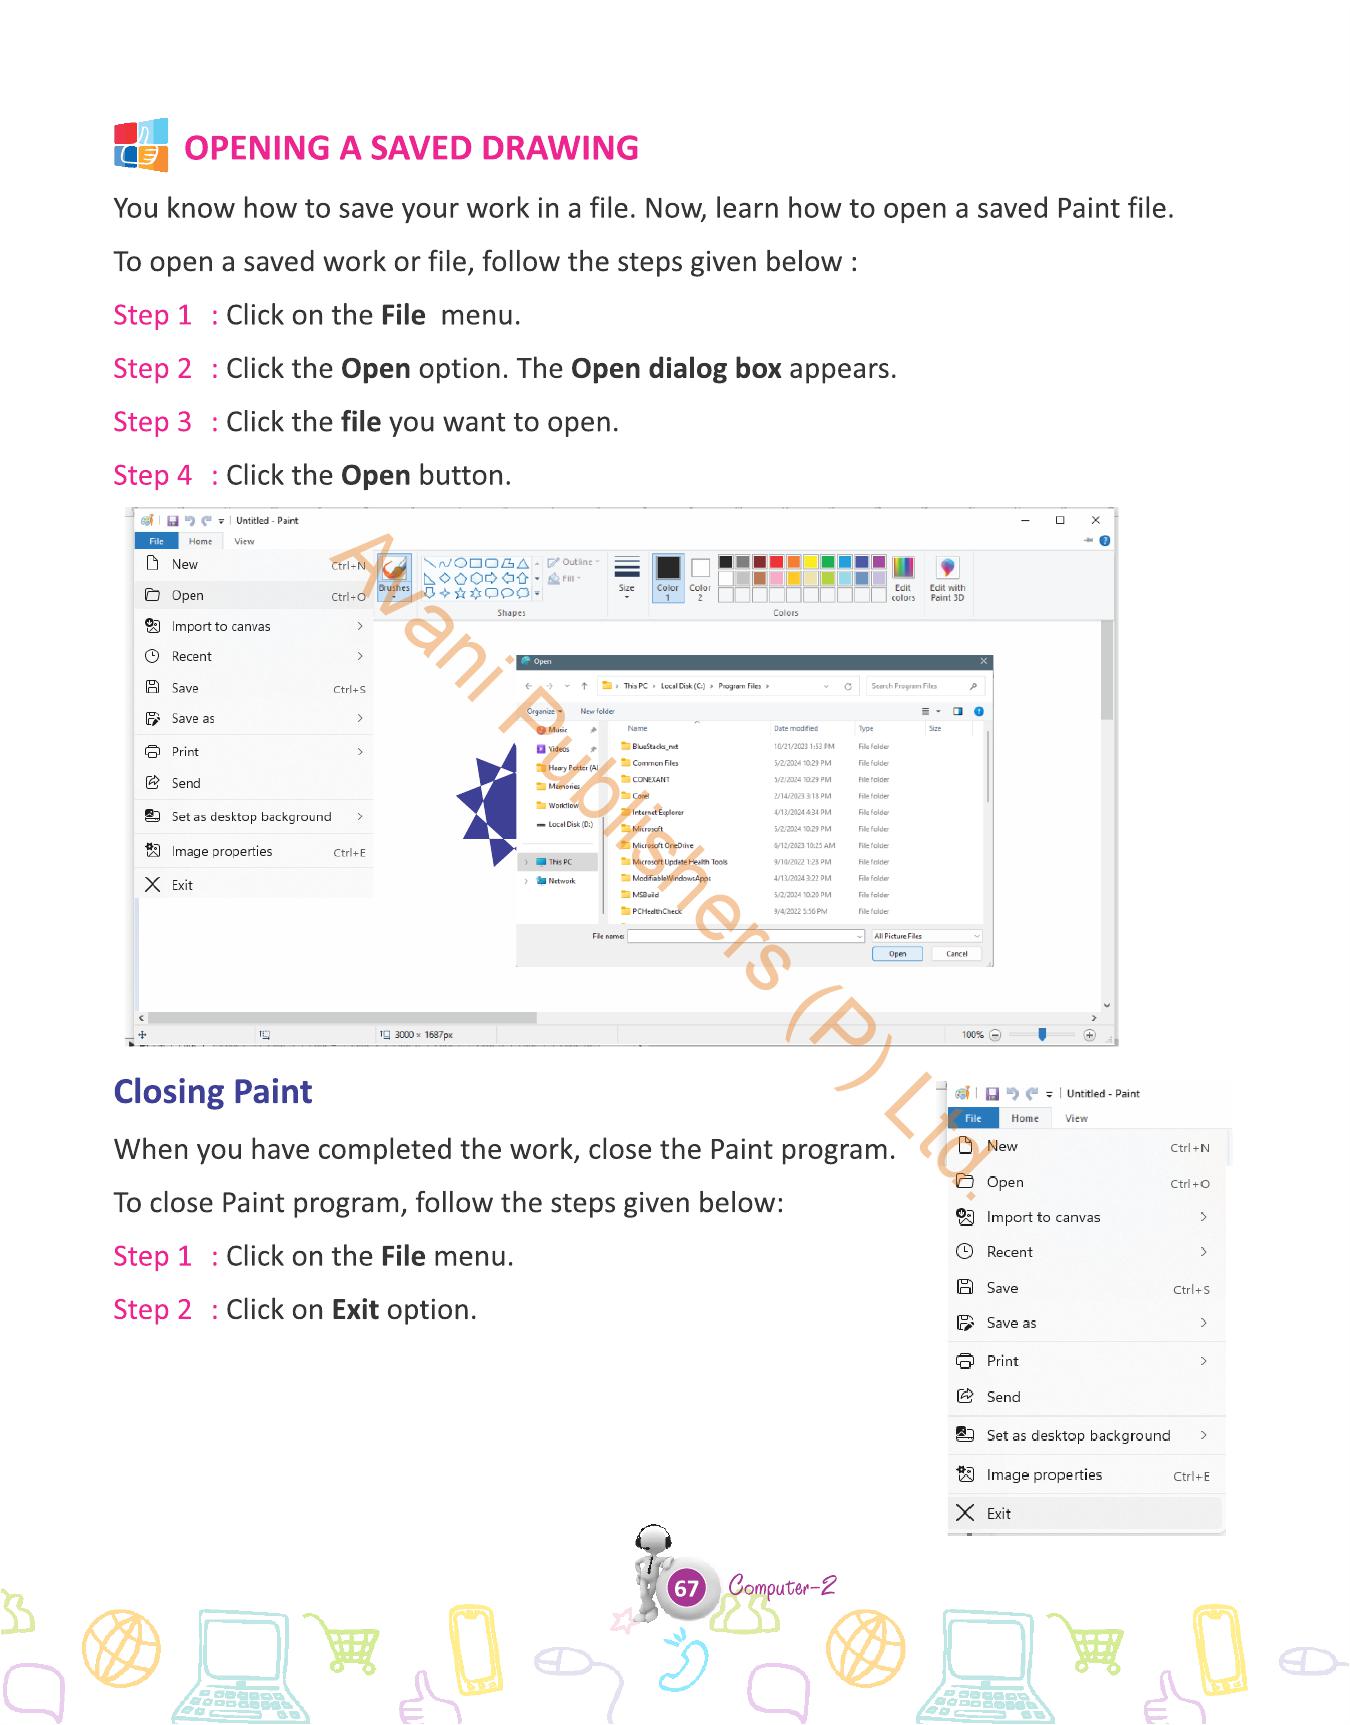 OPENING A SAVED DRAWING
You know how to save your work in a file. Now, learn how to open a saved Paint file.
To open a saved work or file, follow the steps given below :
Step 1 : Click on the File menu.
Step 2 : Click the Open option. The Open dialog box appears.
Step 3 : Click the file you want to open.
Step 4 : Click the Open button.
Untitled - Paint
File Home View
New Ctrl+N
Open Ctrl+O
Import to canvas
Recent
Save Ctrl+S
Save as
Print
Send
Set as desktop background
Image properties Ctrl+E
Exit
Brushes
Shapes
Outline
Fill
Size
Color 1
Color 2
Colors
Edit colors
Edit with Paint 3D
Open
This PC Local Disk (C:) Program Files
Search Program Files
Organize New folder
Music
Videos
Haary Potter (Al
Memories
Workflow
Local Disk (D:)
This PC
Network
Name Date modified Type Size
BlueStacks_nxt 10/21/2023 1:53 PM File folder
Common Files 5/2/2024 10:29 PM File folder
CONEXANT 5/2/2024 10:29 PM File folder
Corel 2/14/2023 3:18 PM File folder
Internet Explorer 4/13/2024 4:34 PM File folder
Microsoft 5/2/2024 10:29 PM File folder
Microsoft OneDrive 6/12/2023 10:25 AM File folder
Microsoft Update Health Tools 9/10/2022 1:28 PM File folder
ModifiableWindowsApps 4/13/2024 3:22 PM File folder
MSBuild 5/2/2024 10:29 PM File folder
PCHealthCheck 9/4/2022 5:56 PM File folder
File name: All Picture Files
Open Cancel
3000 × 1687px
100%
Avani Publishers (P) Ltd.
Closing Paint
When you have completed the work, close the Paint program.
To close Paint program, follow the steps given below:
Step 1 : Click on the File menu.
Step 2 : Click on Exit option.
Untitled - Paint
File Home View
New Ctrl+N
Open Ctrl+O
Import to canvas
Recent
Save Ctrl+S
Save as
Print
Send
Set as desktop background
Image properties Ctrl+E
Exit
67 Computer-2